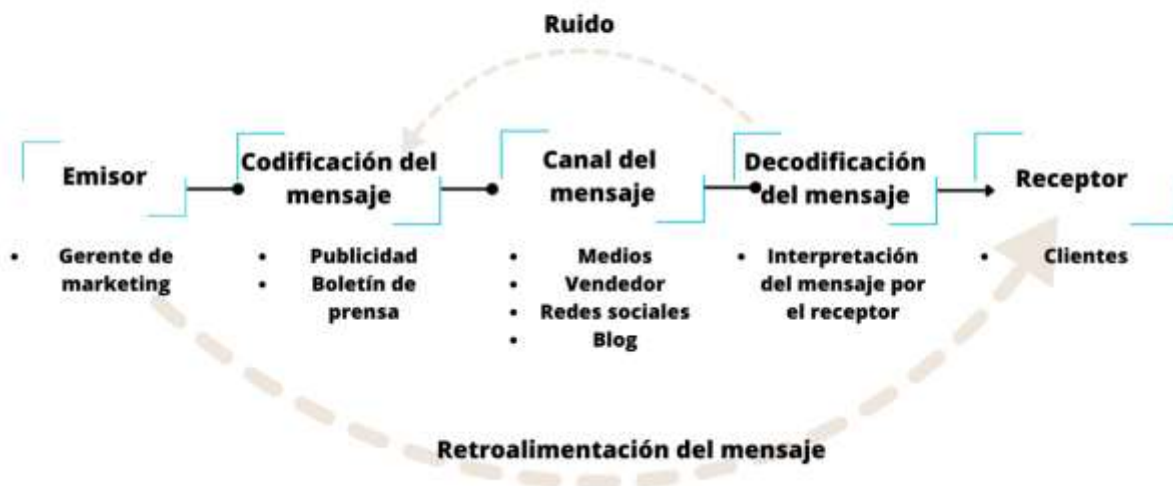 Ruido
Emisor
Codificación del
mensaje
Canal del
mensaje
Decodificación
del mensaje
Receptor
• Gerente de
marketing
• Publicidad
• Boletín de
prensa
• Medios
• Vendedor
• Redes sociales
• Blog
• Interpretación
del mensaje por
el receptor
• Clientes
Retroalimentación del mensaje